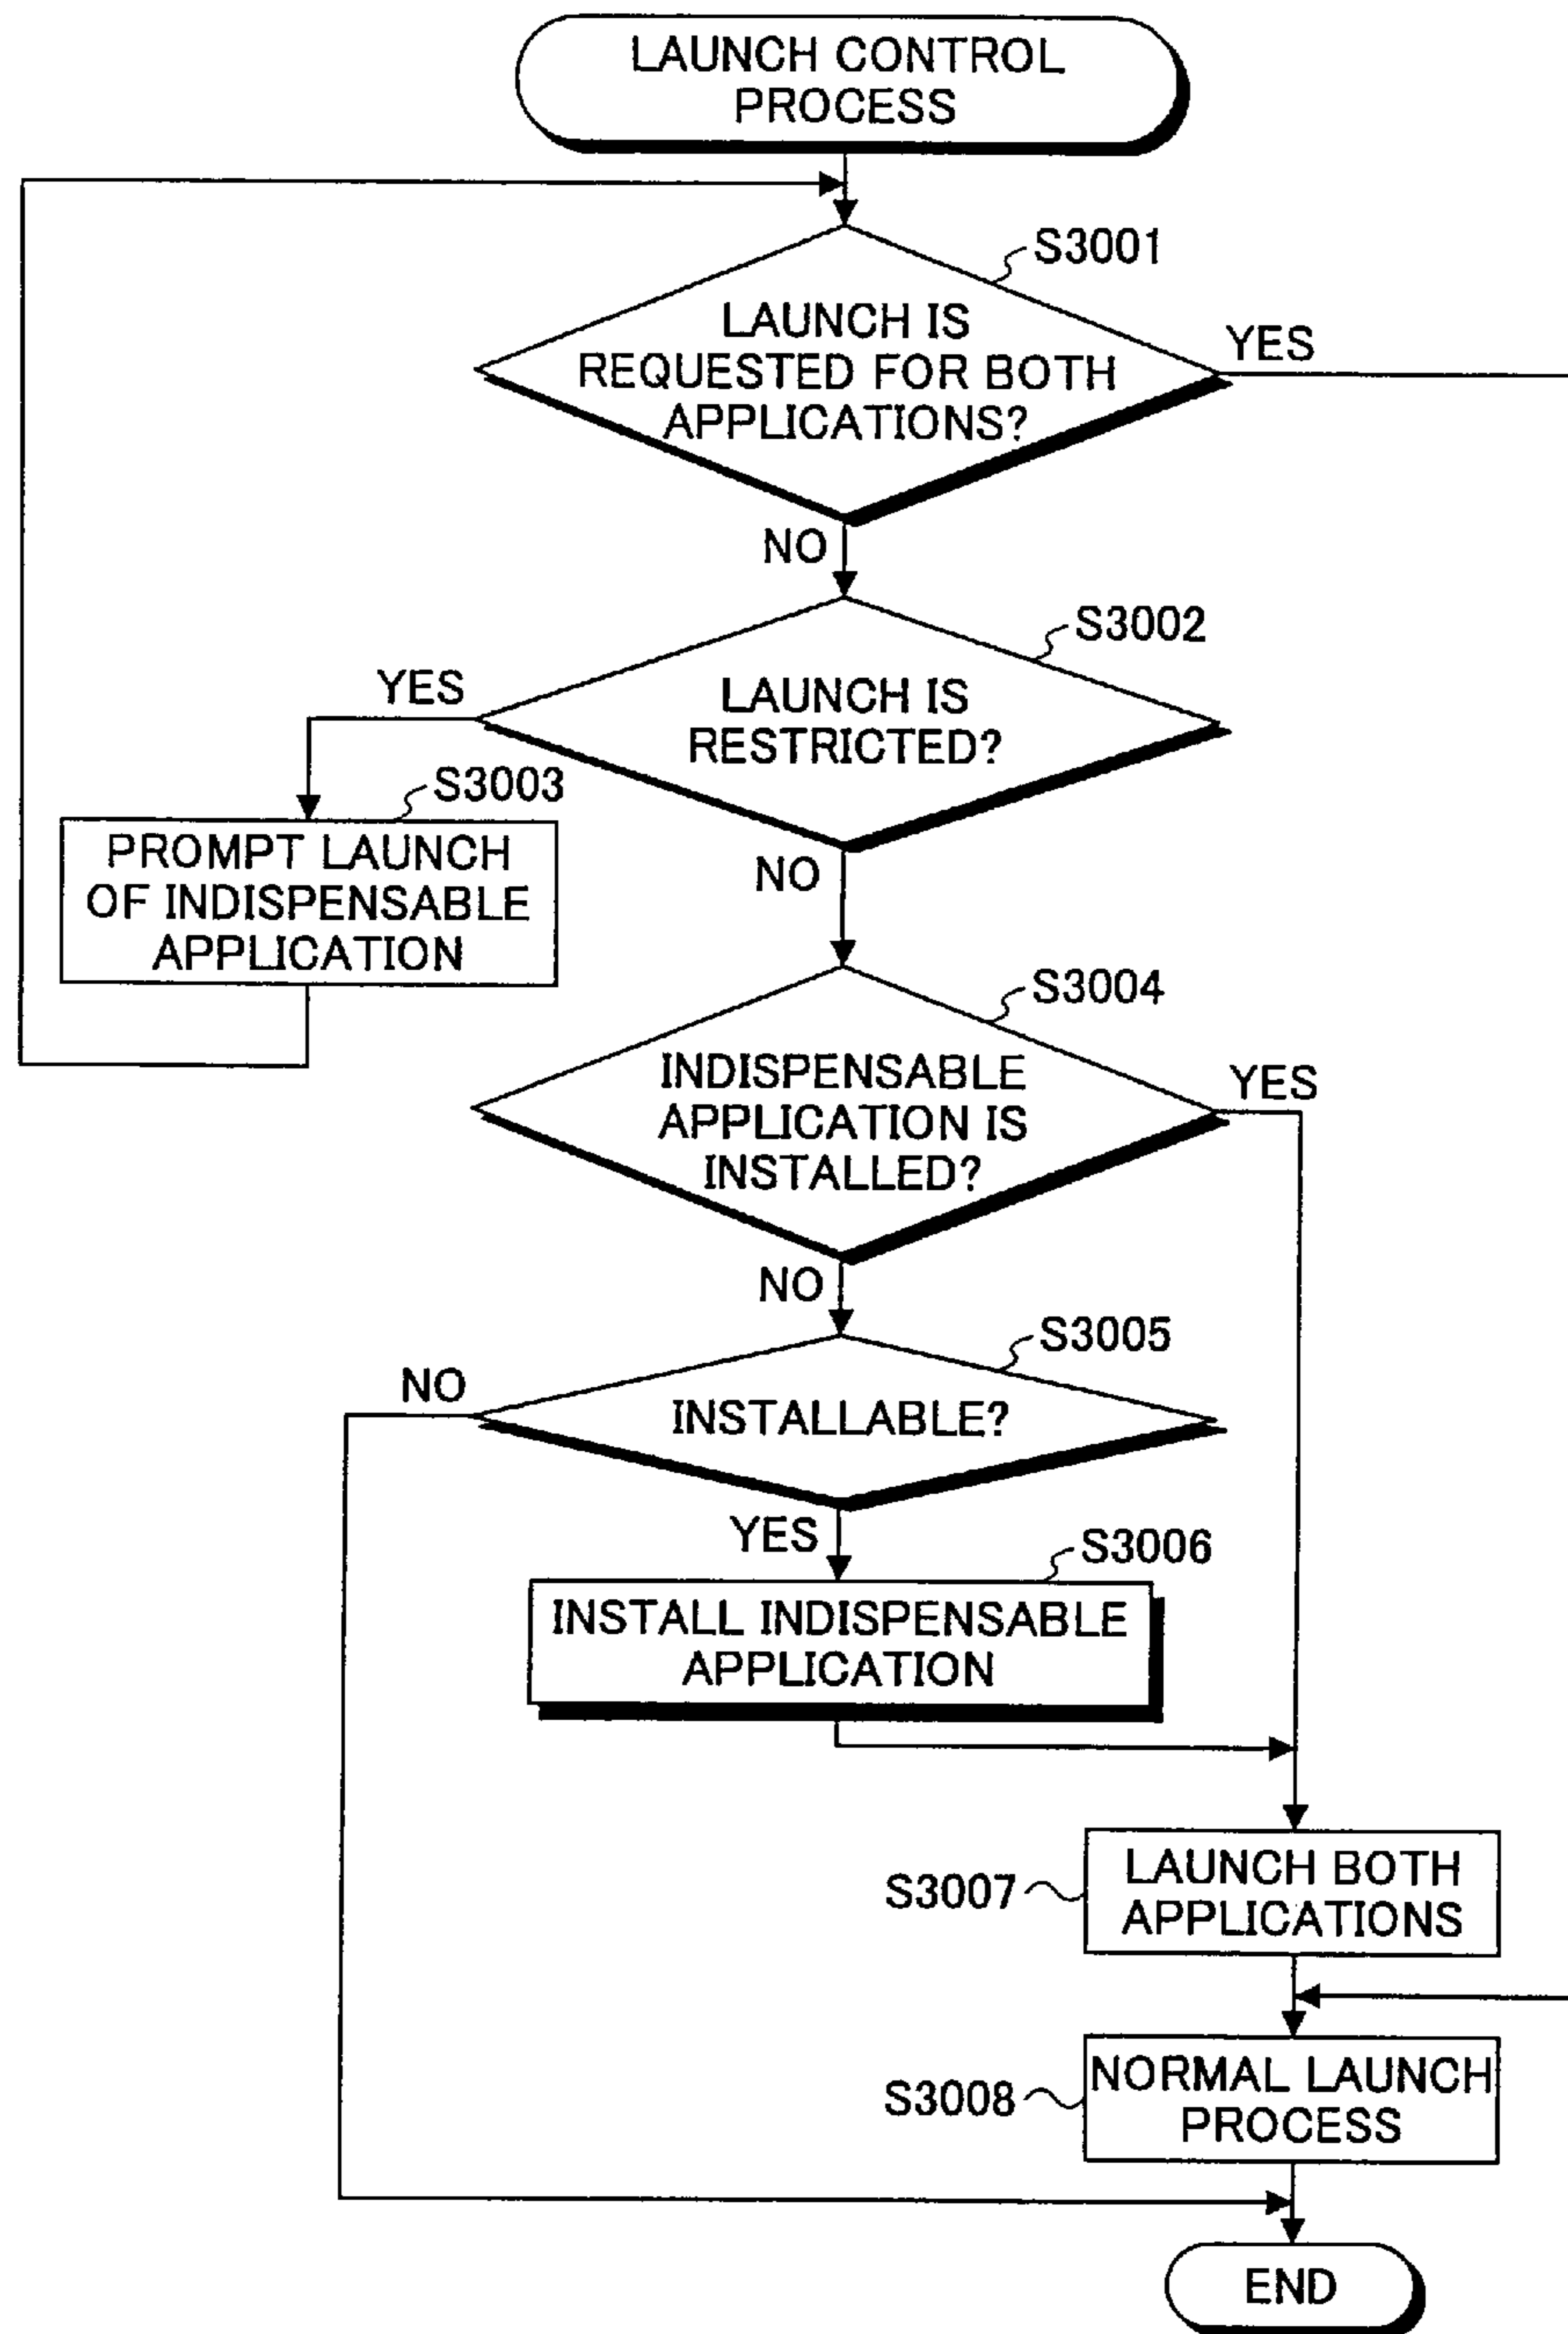 LAUNCH CONTROL
PROCESS
S3001
LAUNCH IS
REQUESTED FOR BOTH
APPLICATIONS?
YES
NO
S3002
LAUNCH IS
RESTRICTED?
YES
NO
S3003
PROMPT LAUNCH
OF INDISPENSABLE
APPLICATION
S3004
INDISPENSABLE
APPLICATION IS
INSTALLED?
YES
NO
S3005
INSTALLABLE?
NO
YES
S3006
INSTALL INDISPENSABLE
APPLICATION
S3007
LAUNCH BOTH
APPLICATIONS
S3008
NORMAL LAUNCH
PROCESS
END